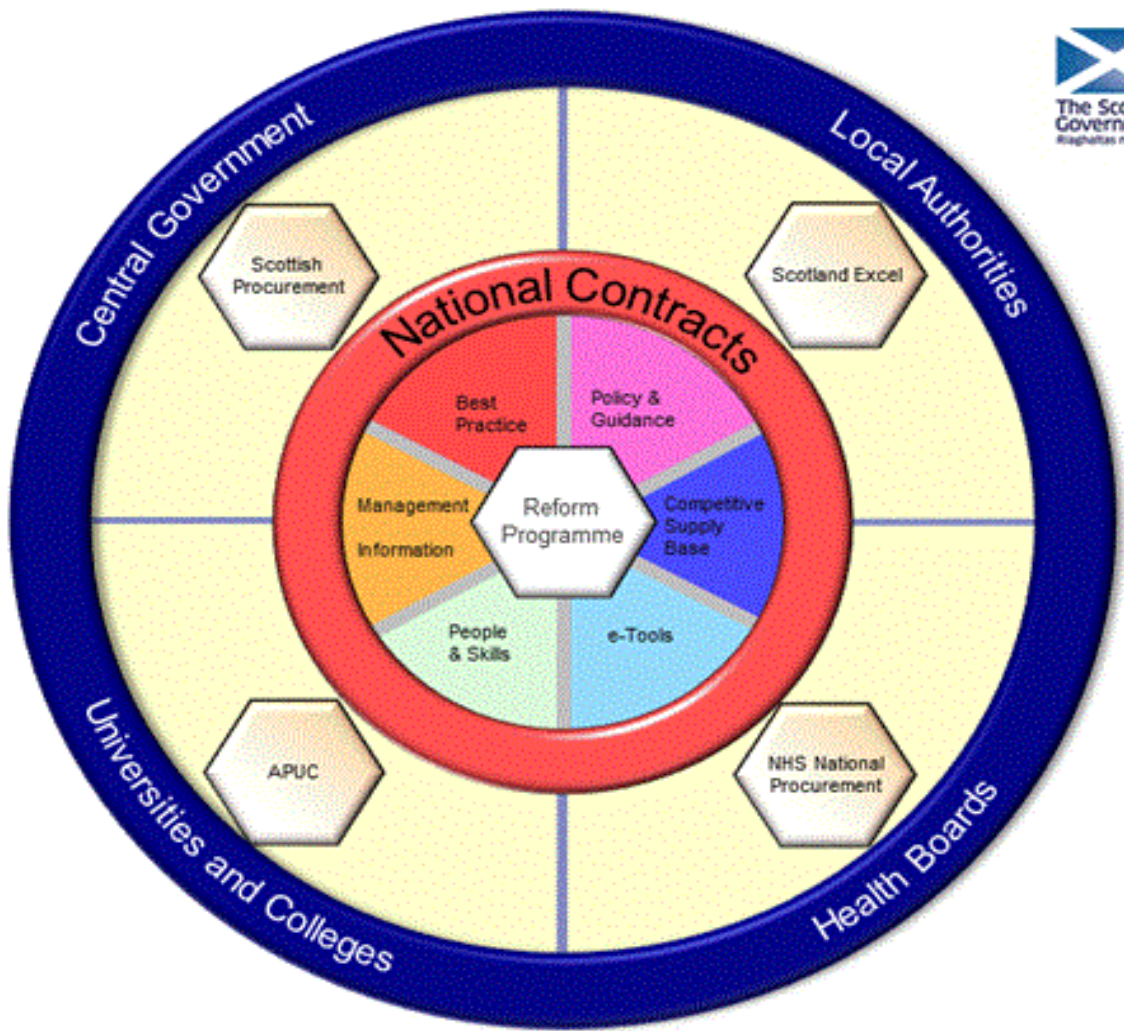 Central Government
Local Authorities
The Sco
Govern
Riaghaltas n
Scottish
Procurement
Scotland Excel
National Contracts
Best
Practice
Policy &
Guidance
Management
Information
Reform
Programme
Competitive
Supply
Base
People
& Skills
e-Tools
APUC
NHS National
Procurement
Universities and Colleges
Health Boards